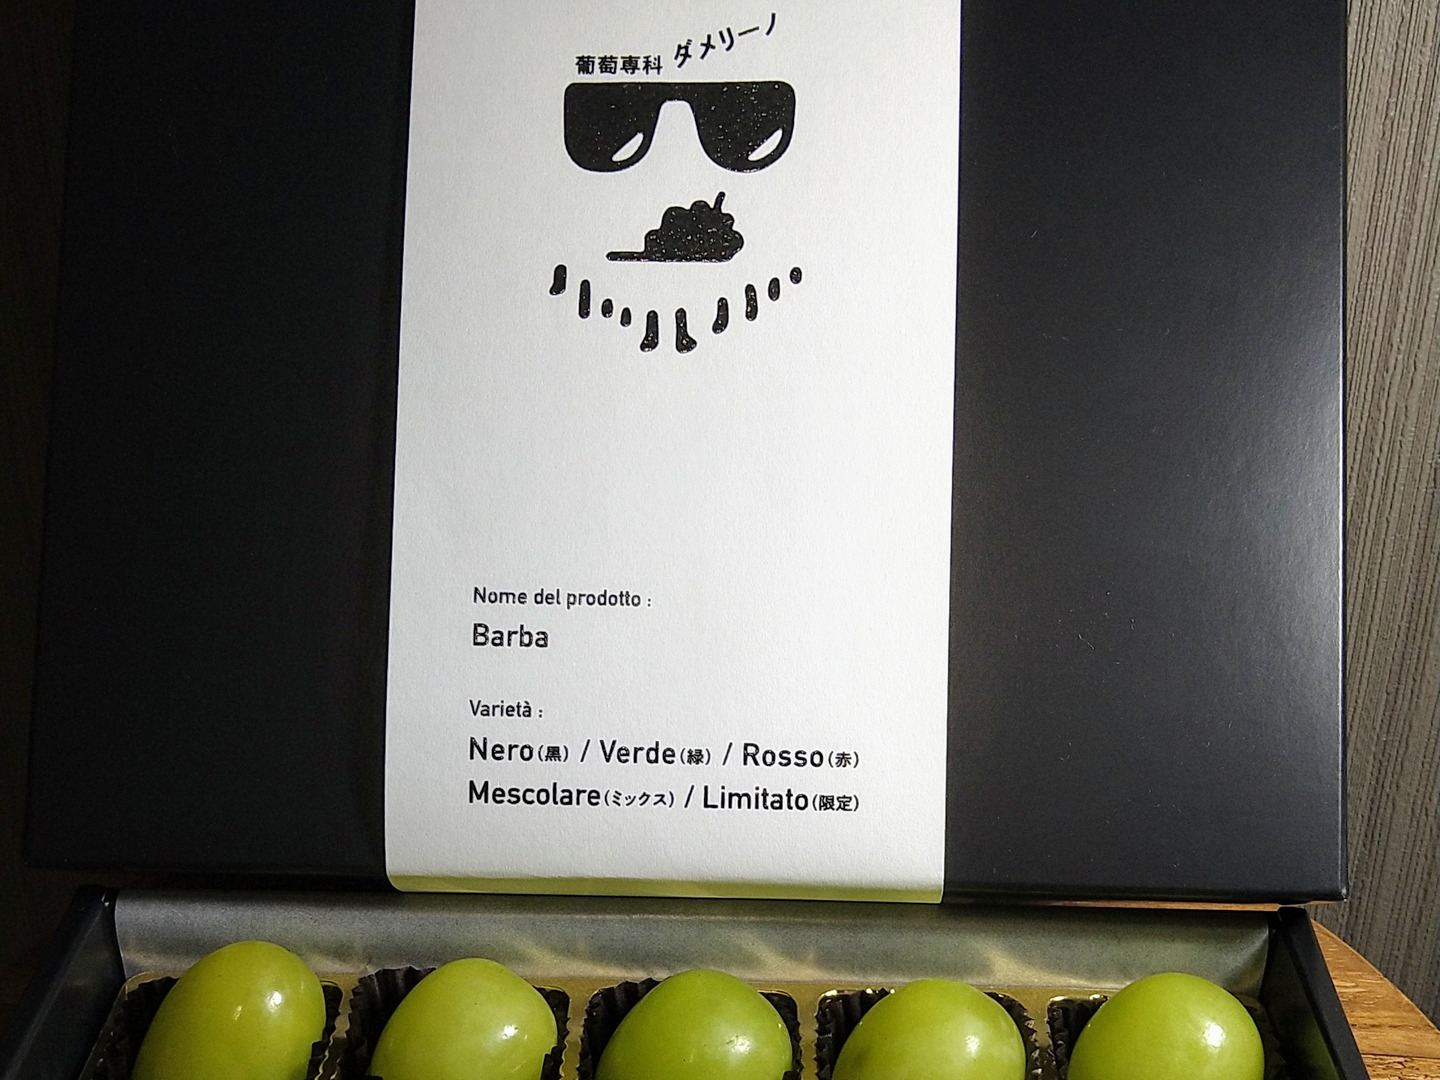 葡萄専科 ダメリーノ
Nome del prodotto :
Barba
Varietà :
Nero(黒) / Verde(緑) / Rosso(赤)
Mescolare(ミックス) / Limitato(限定)